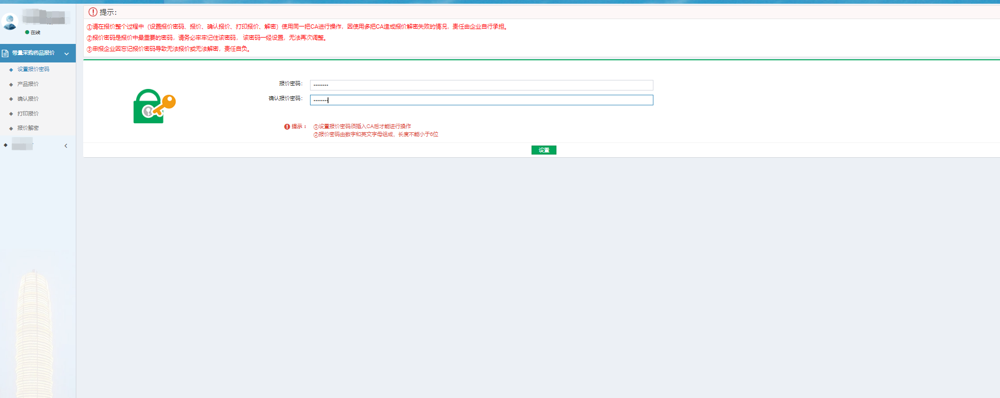 在线
带量采购药品报价
设置报价密码
产品报价
确认报价
打印报价
报价解密
提示：
①请在报价整个过程中（设置报价密码、报价、确认报价、打印报价、解密）使用同一把CA进行操作，因使用多把CA造成报价解密失败的情况，责任由企业自行承担。
②报价密码是报价中最重要的密码，请务必牢牢记住该密码， 该密码一经设置，无法再次调整。
③申报企业因忘记报价密码导致无法报价或无法解密，责任自负。
报价密码： ••••••••
确认报价密码： ••••••••
提示 ： ①设置报价密码须插入CA后才能进行操作
②报价密码由数字和英文字母组成，长度不能小于6位
设置